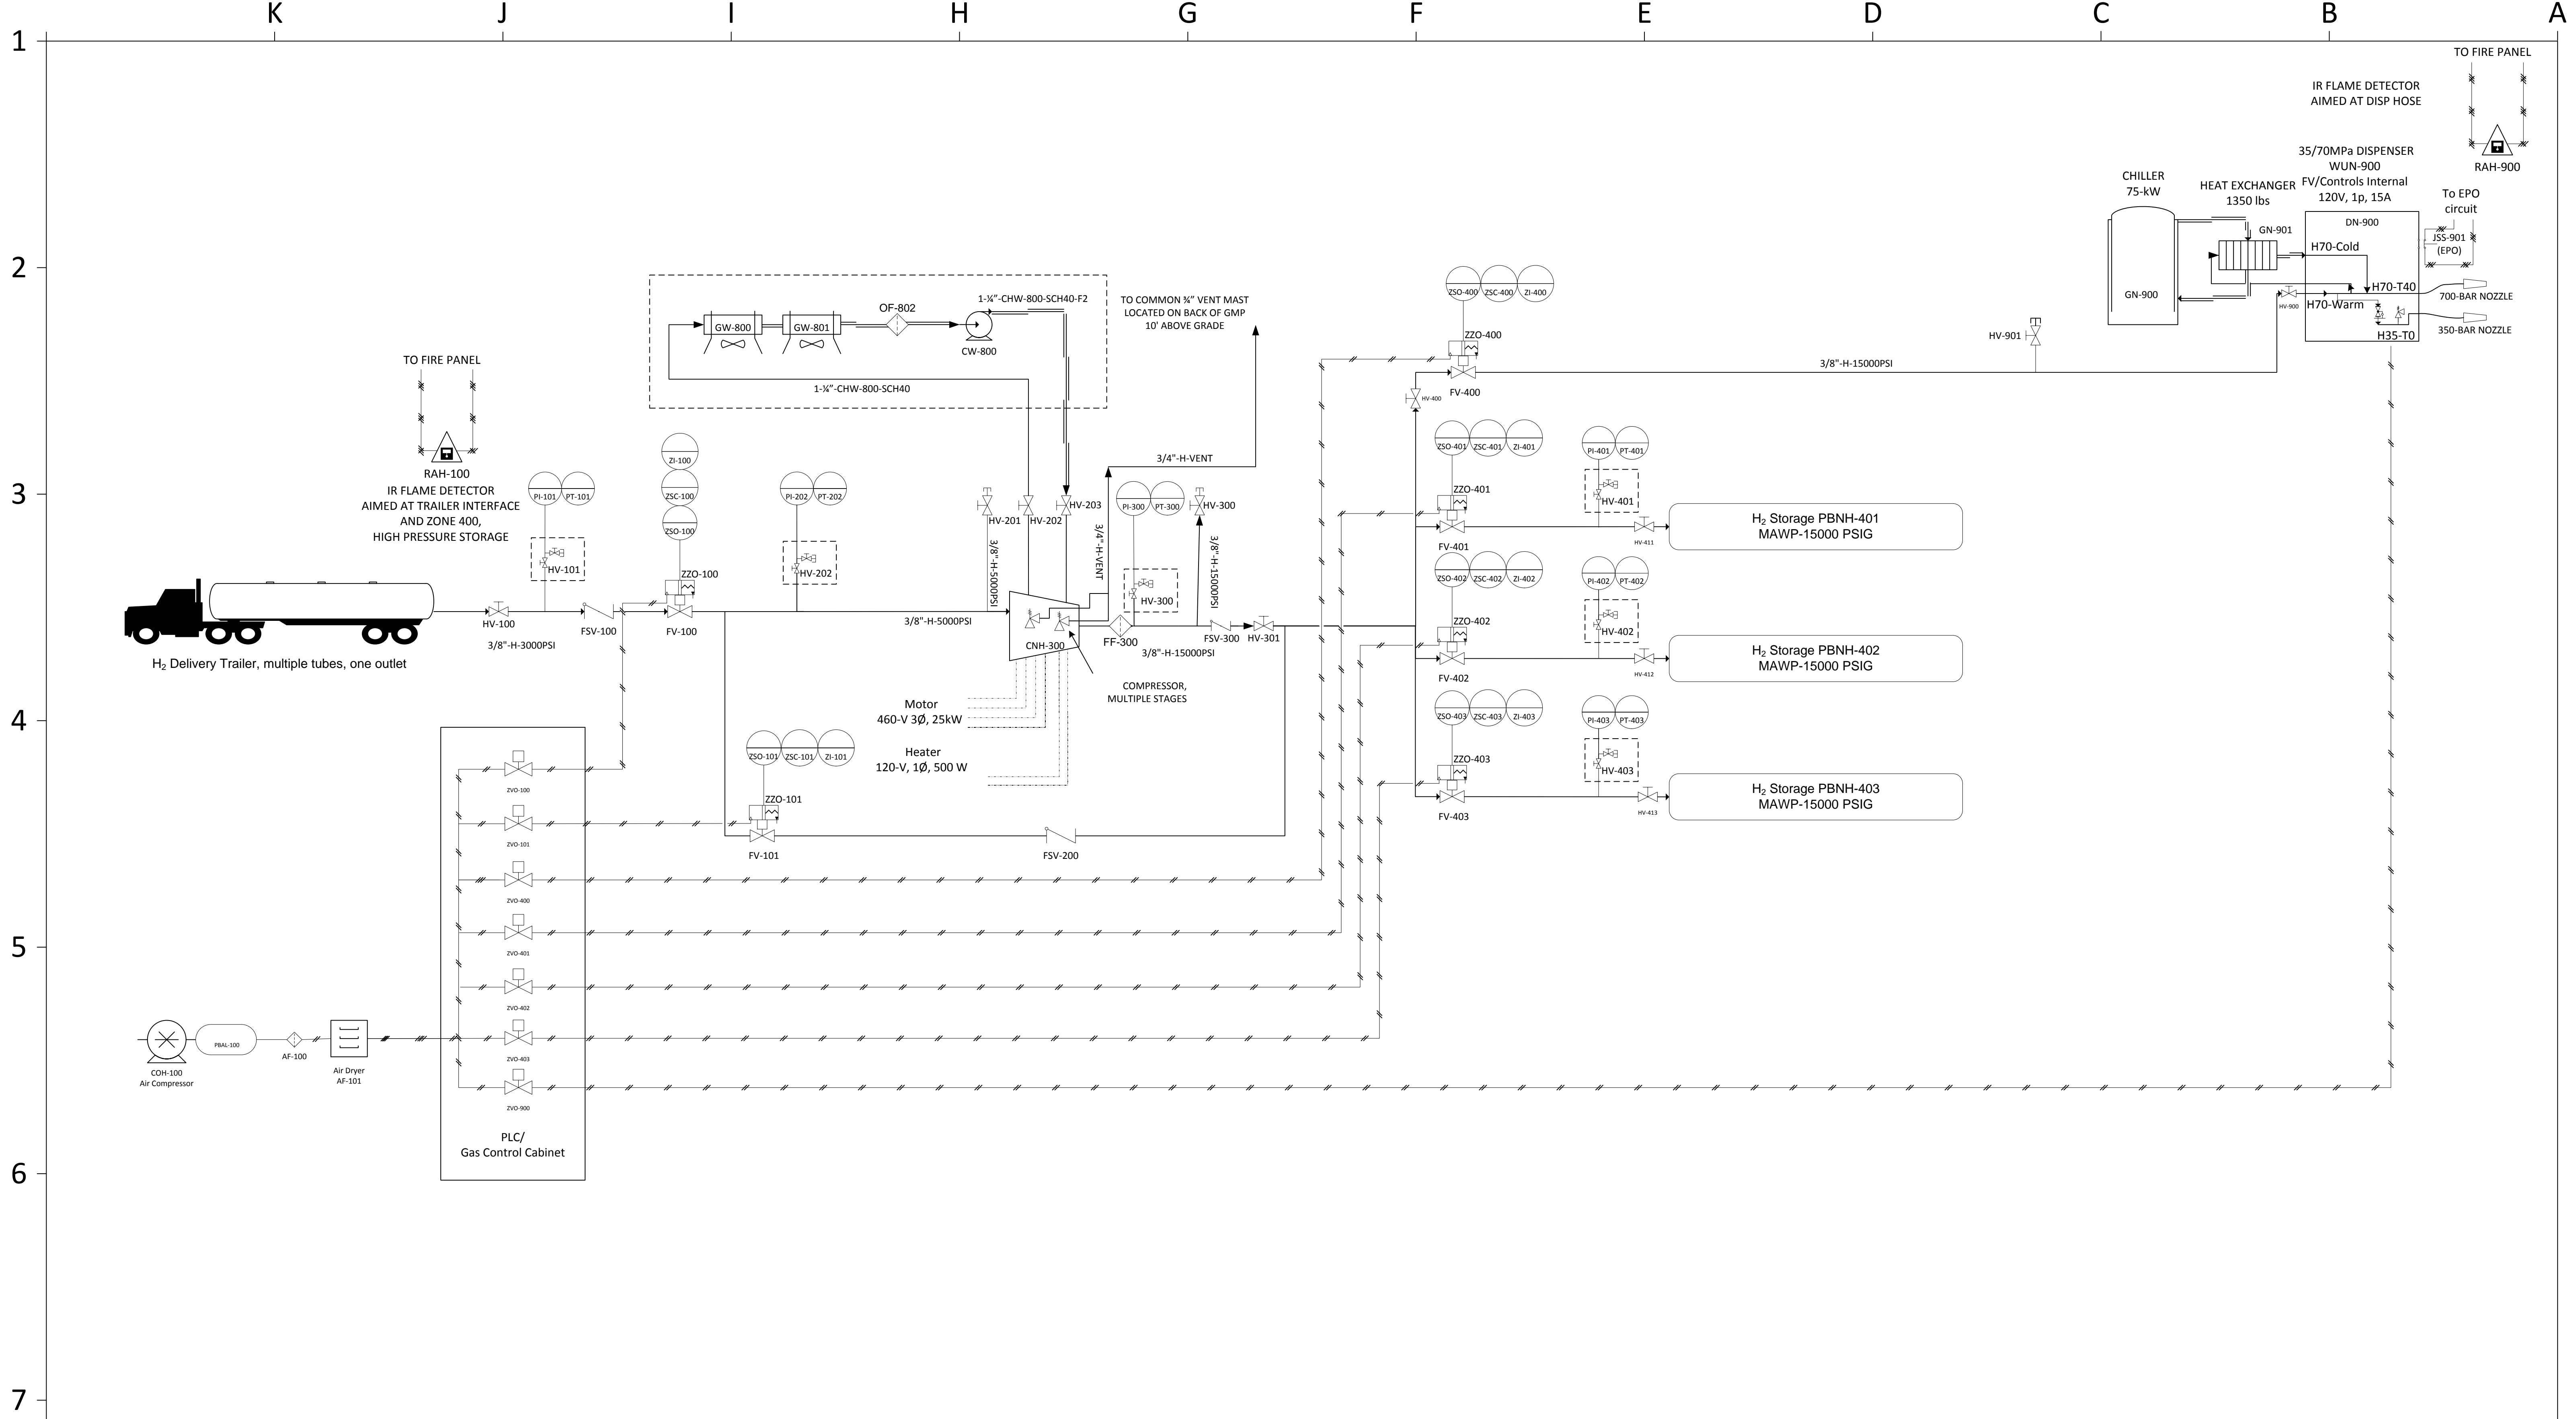 K J I H G F E D C B A
1
2
3
4
5
6
7
TO FIRE PANEL
IR FLAME DETECTOR
AIMED AT DISP HOSE
RAH-900
35/70MPa DISPENSER
WUN-900
FV/Controls Internal
120V, 1p, 15A
To EPO
circuit
JSS-901
(EPO)
CHILLER
75-kW
HEAT EXCHANGER
1350 lbs
GN-901
DN-900
H70-Cold
GN-900
HV-900
H70-Warm
H70-T40
700-BAR NOZZLE
350-BAR NOZZLE
H35-T0
HV-901
3/8"-H-15000PSI
ZSO-400 ZSC-400 ZI-400
ZZO-400
FV-400
HV-400
OF-802
1-¼"-CHW-800-SCH40-F2
GW-800
GW-801
CW-800
1-¼"-CHW-800-SCH40
TO COMMON ¾" VENT MAST
LOCATED ON BACK OF GMP
10' ABOVE GRADE
3/4"-H-VENT
TO FIRE PANEL
RAH-100
IR FLAME DETECTOR
AIMED AT TRAILER INTERFACE
AND ZONE 400,
HIGH PRESSURE STORAGE
PI-101 PT-101
HV-101
ZI-100
ZSC-100
ZSO-100
ZZO-100
PI-202 PT-202
HV-202
HV-201
HV-202
HV-203
3/8"-H-5000PSI
3/4"-H-VENT
PI-300 PT-300
HV-300
HV-300
3/8"-H-15000PSI
HV-100
3/8"-H-3000PSI
FSV-100
FV-100
3/8"-H-5000PSI
CNH-300
FF-300
3/8"-H-15000PSI
FSV-300
HV-301
COMPRESSOR,
MULTIPLE STAGES
H₂ Delivery Trailer, multiple tubes, one outlet
Motor
460-V 3Ø, 25kW
Heater
120-V, 1Ø, 500 W
ZSO-101 ZSC-101 ZI-101
ZZO-101
FV-101
FSV-200
ZSO-401 ZSC-401 ZI-401
ZZO-401
FV-401
PI-401 PT-401
HV-401
HV-411
H₂ Storage PBNH-401
MAWP-15000 PSIG
ZSO-402 ZSC-402 ZI-402
ZZO-402
FV-402
PI-402 PT-402
HV-402
HV-412
H₂ Storage PBNH-402
MAWP-15000 PSIG
ZSO-403 ZSC-403 ZI-403
ZZO-403
FV-403
PI-403 PT-403
HV-403
HV-413
H₂ Storage PBNH-403
MAWP-15000 PSIG
ZVO-100
ZVO-101
ZVO-400
ZVO-401
ZVO-402
ZVO-403
ZVO-900
PLC/
Gas Control Cabinet
COH-100
Air Compressor
PBAL-100
AF-100
Air Dryer
AF-101